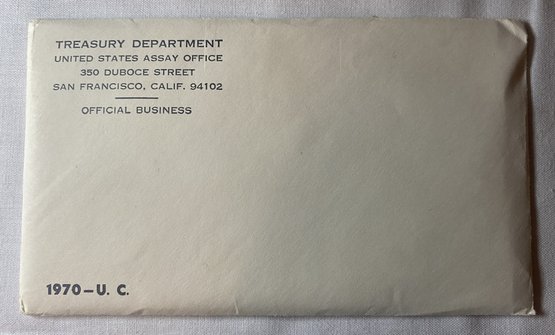 TREASURY DEPARTMENT
UNITED STATES ASSAY OFFICE
350 DUBOCE STREET
SAN FRANCISCO, CALIF. 94102
OFFICIAL BUSINESS
1970-U. C.